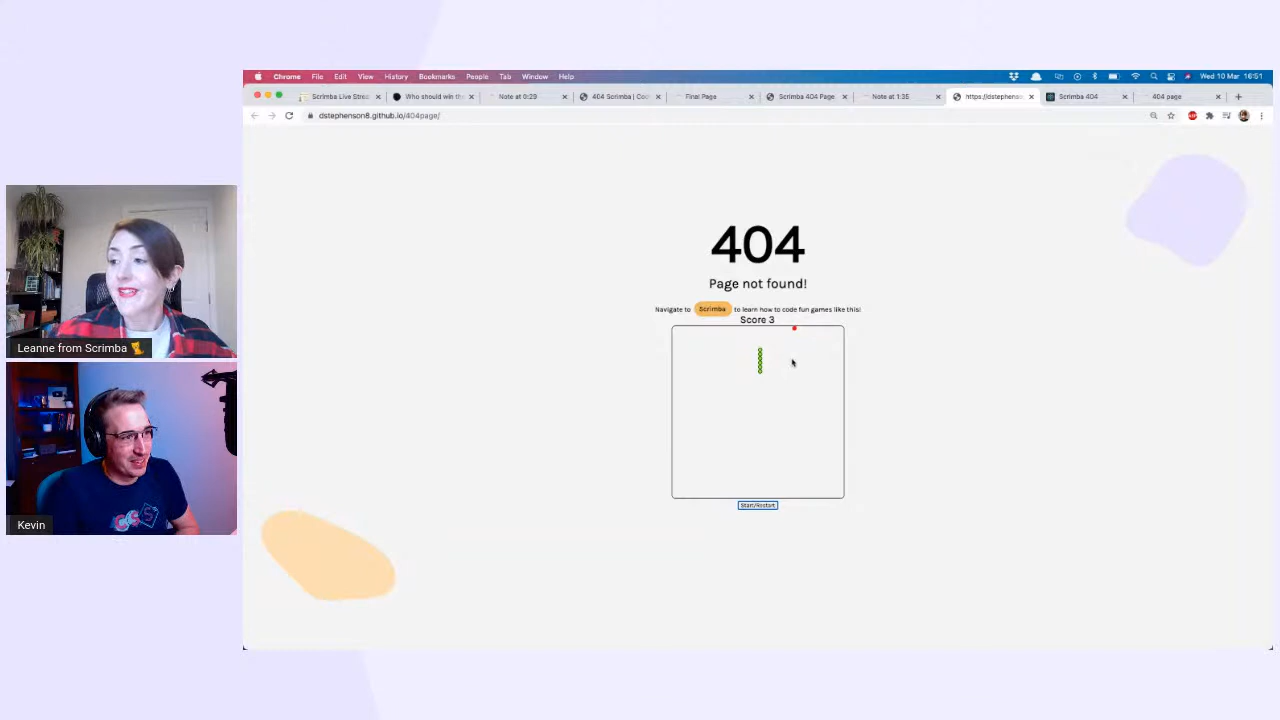 Chrome File Edit View History Bookmarks People Tab Window Help
Wed 10 Mar 16:51
Scrimba Live Strea
Who should win th
Note at 0:29
404 Scrimba | Co
Final Page
Scrimba 404 Page
Note at 1:35
https://dstephenson
Scrimba 404
404 page
dstephenson8.github.io/404page/
404
Page not found!
Navigate to Scrimba to learn how to code fun games like this!
Score 3
Start/Restart
Leanne from Scrimba
CSS
Kevin